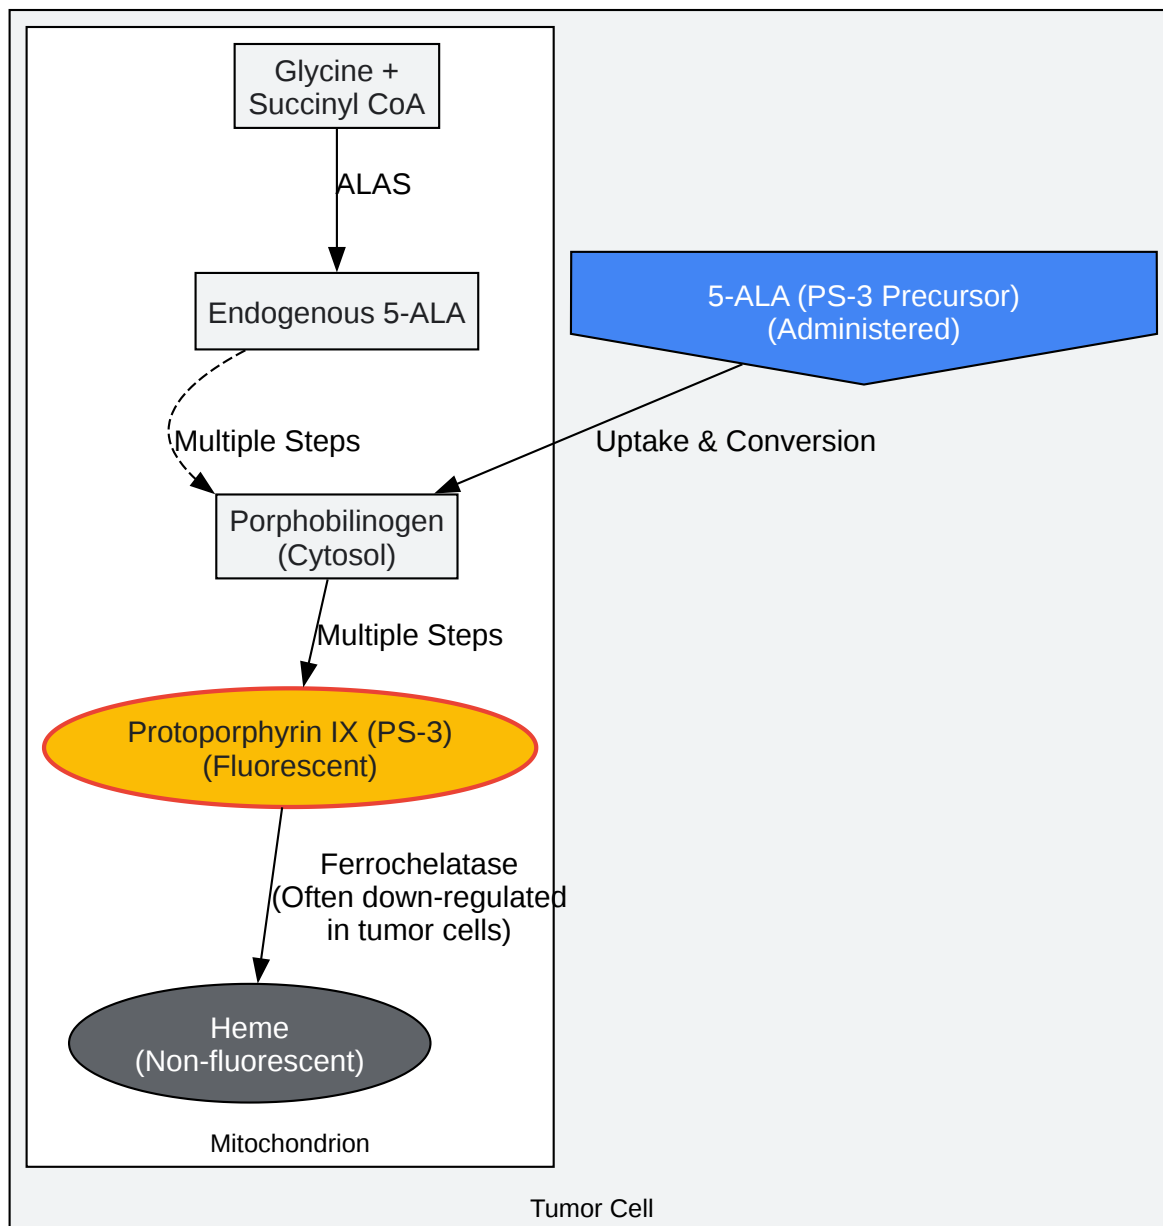 Glycine +
Succinyl CoA
ALAS
Endogenous 5-ALA
5-ALA (PS-3 Precursor)
(Administered)
Multiple Steps
Uptake & Conversion
Porphobilinogen
(Cytosol)
Multiple Steps
Protoporphyrin IX (PS-3)
(Fluorescent)
Ferrochelatase
(Often down-regulated
in tumor cells)
Heme
(Non-fluorescent)
Mitochondrion
Tumor Cell